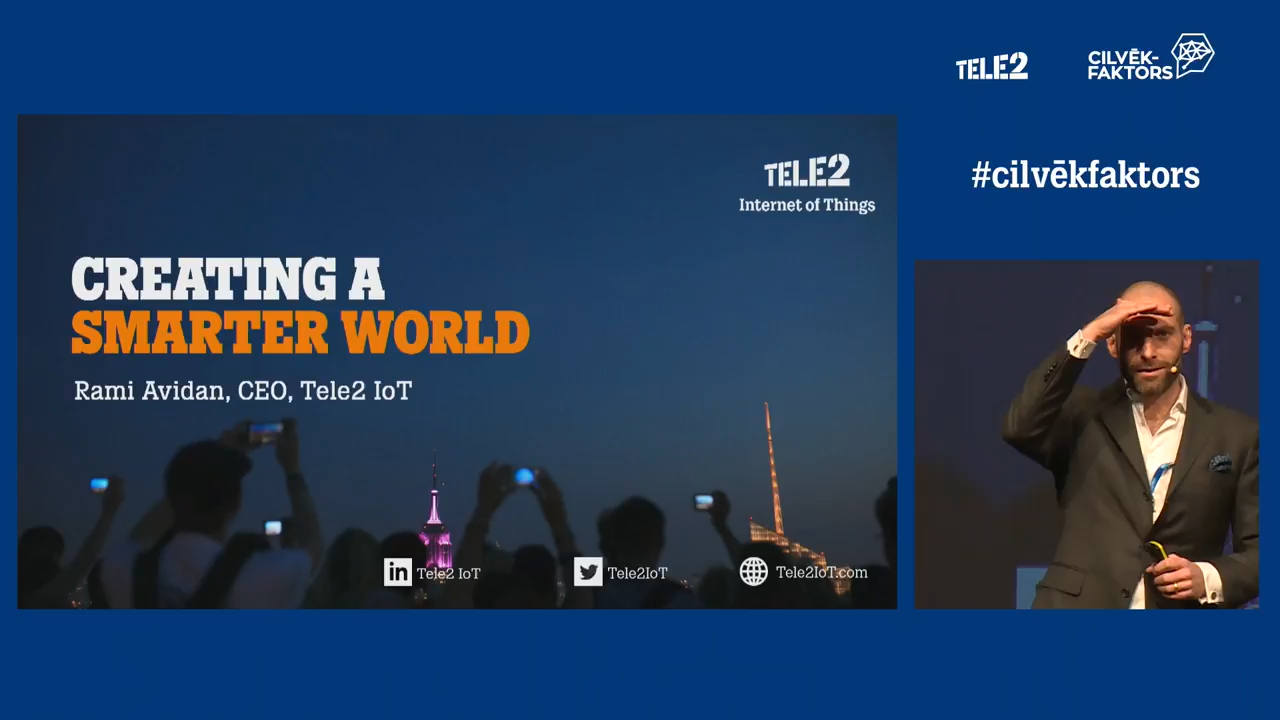 TELE2
CILVĒK-
FAKTORS
#cilvēkfaktors
TELE2
Internet of Things
CREATING A
SMARTER WORLD
Rami Avidan, CEO, Tele2 IoT
in Tele2 IoT
Tele2IoT
Tele2IoT.com